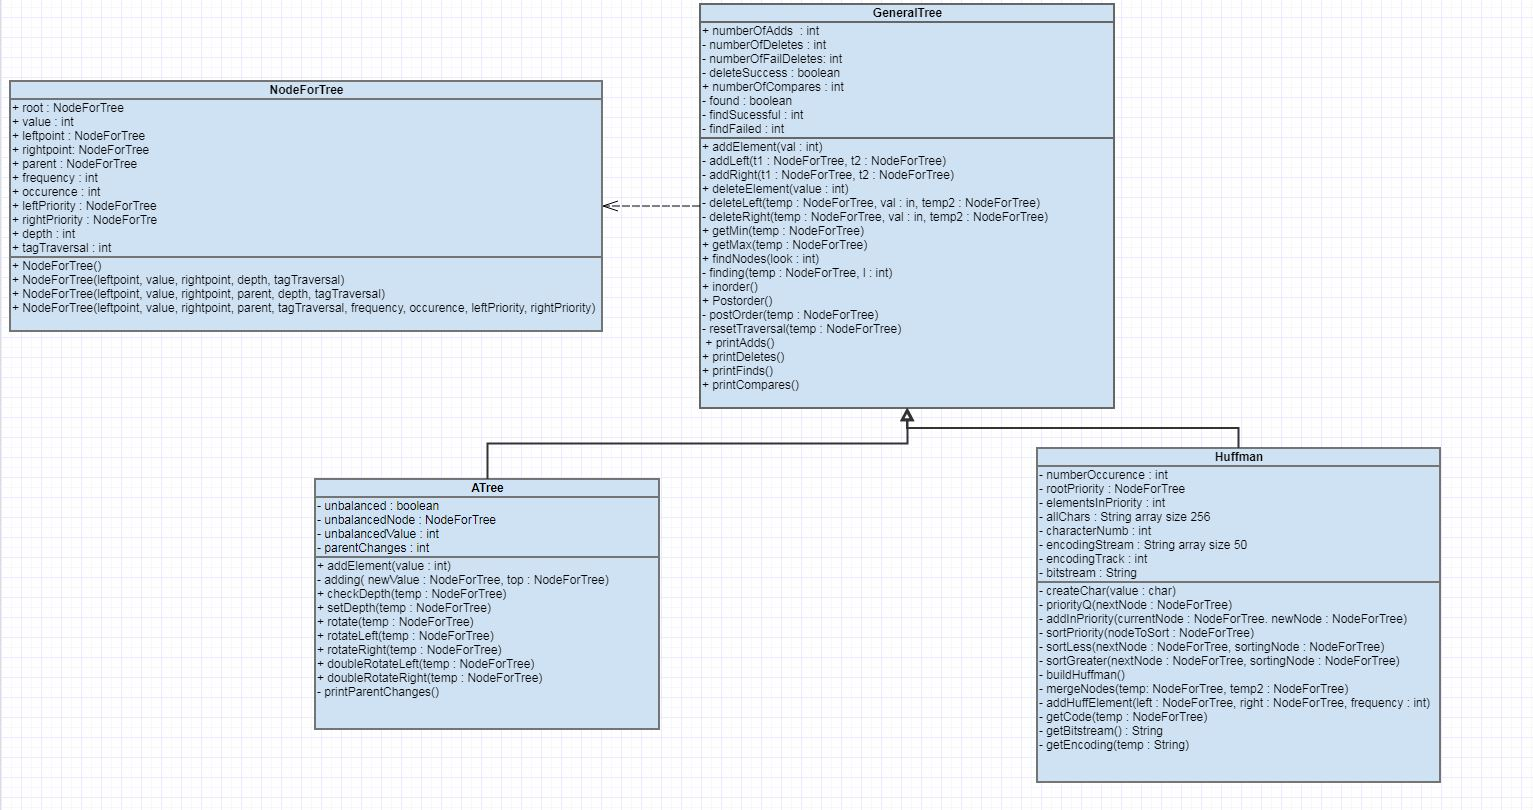 GeneralTree
+ numberOfAdds : int
- numberOfDeletes : int
- numberOfFailDeletes: int
- deleteSuccess : boolean
+ numberOfCompares : int
- found : boolean
- findSucessful : int
- findFailed : int
+ addElement(val : int)
- addLeft(t1 : NodeForTree, t2 : NodeForTree)
- addRight(t1 : NodeForTree, t2 : NodeForTree)
+ deleteElement(value : int)
- deleteLeft(temp : NodeForTree, val : in, temp2 : NodeForTree)
- deleteRight(temp : NodeForTree, val : in, temp2 : NodeForTree)
+ getMin(temp : NodeForTree)
+ getMax(temp : NodeForTree)
+ findNodes(look : int)
- finding(temp : NodeForTree, l : int)
+ inorder()
+ Postorder()
- postOrder(temp : NodeForTree)
- resetTraversal(temp : NodeForTree)
+ printAdds()
+ printDeletes()
+ printFinds()
+ printCompares()
NodeForTree
+ root : NodeForTree
+ value : int
+ leftpoint : NodeForTree
+ rightpoint: NodeForTree
+ parent : NodeForTree
+ frequency : int
+ occurence : int
+ leftPriority : NodeForTree
+ rightPriority : NodeForTre
+ depth : int
+ tagTraversal : int
+ NodeForTree()
+ NodeForTree(leftpoint, value, rightpoint, depth, tagTraversal)
+ NodeForTree(leftpoint, value, rightpoint, parent, depth, tagTraversal)
+ NodeForTree(leftpoint, value, rightpoint, parent, tagTraversal, frequency, occurence, leftPriority, rightPriority)
ATree
- unbalanced : boolean
- unbalancedNode : NodeForTree
- unbalancedValue : int
- parentChanges : int
+ addElement(value : int)
- adding( newValue : NodeForTree, top : NodeForTree)
+ checkDepth(temp : NodeForTree)
+ setDepth(temp : NodeForTree)
+ rotate(temp : NodeForTree)
+ rotateLeft(temp : NodeForTree)
+ rotateRight(temp : NodeForTree)
+ doubleRotateLeft(temp : NodeForTree)
+ doubleRotateRight(temp : NodeForTree)
- printParentChanges()
Huffman
- numberOccurence : int
- rootPriority : NodeForTree
- elementsInPriority : int
- allChars : String array size 256
- characterNumb : int
- encodingStream : String array size 50
- encodingTrack : int
- bitstream : String
- createChar(value : char)
- priorityQ(nextNode : NodeForTree)
- addInPriority(currentNode : NodeForTree. newNode : NodeForTree)
- sortPriority(nodeToSort : NodeForTree)
- sortLess(nextNode : NodeForTree, sortingNode : NodeForTree)
- sortGreater(nextNode : NodeForTree, sortingNode : NodeForTree)
- buildHuffman()
- mergeNodes(temp: NodeForTree, temp2 : NodeForTree)
- addHuffElement(left : NodeForTree, right : NodeForTree, frequency : int)
- getCode(temp : NodeForTree)
- getBitstream() : String
- getEncoding(temp : String)